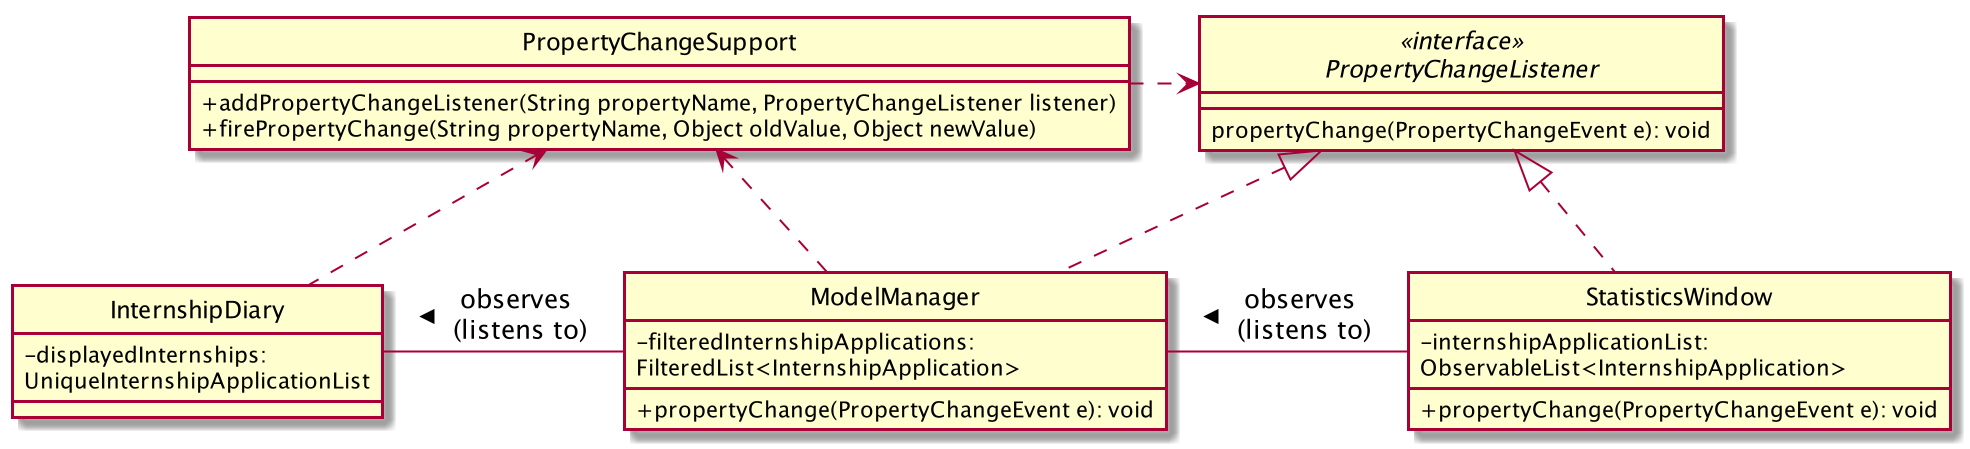 PropertyChangeSupport
+addPropertyChangeListener(String propertyName, PropertyChangeListener listener)
+firePropertyChange(String propertyName, Object oldValue, Object newValue)
«interface»
PropertyChangeListener
propertyChange(PropertyChangeEvent e): void
InternshipDiary
-displayedInternships:
UniqueInternshipApplicationList
◄ observes
(listens to)
ModelManager
-filteredInternshipApplications:
FilteredList<InternshipApplication>
+propertyChange(PropertyChangeEvent e): void
◄ observes
(listens to)
StatisticsWindow
-internshipApplicationList:
ObservableList<InternshipApplication>
+propertyChange(PropertyChangeEvent e): void